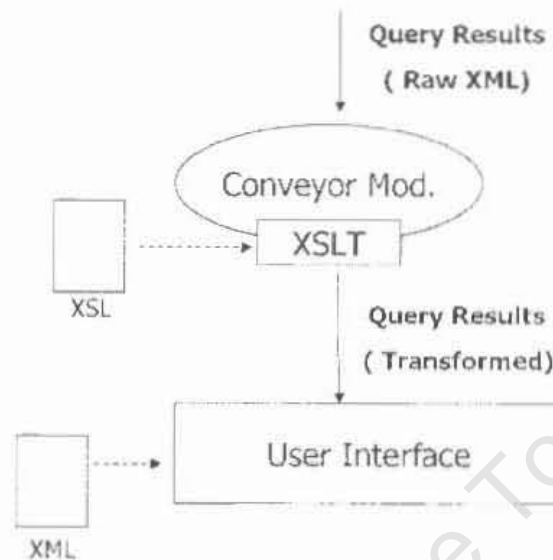 Query Results
( Raw XML)
Conveyor Mod.
XSLT
XSL
Query Results
( Transformed)
User Interface
XML